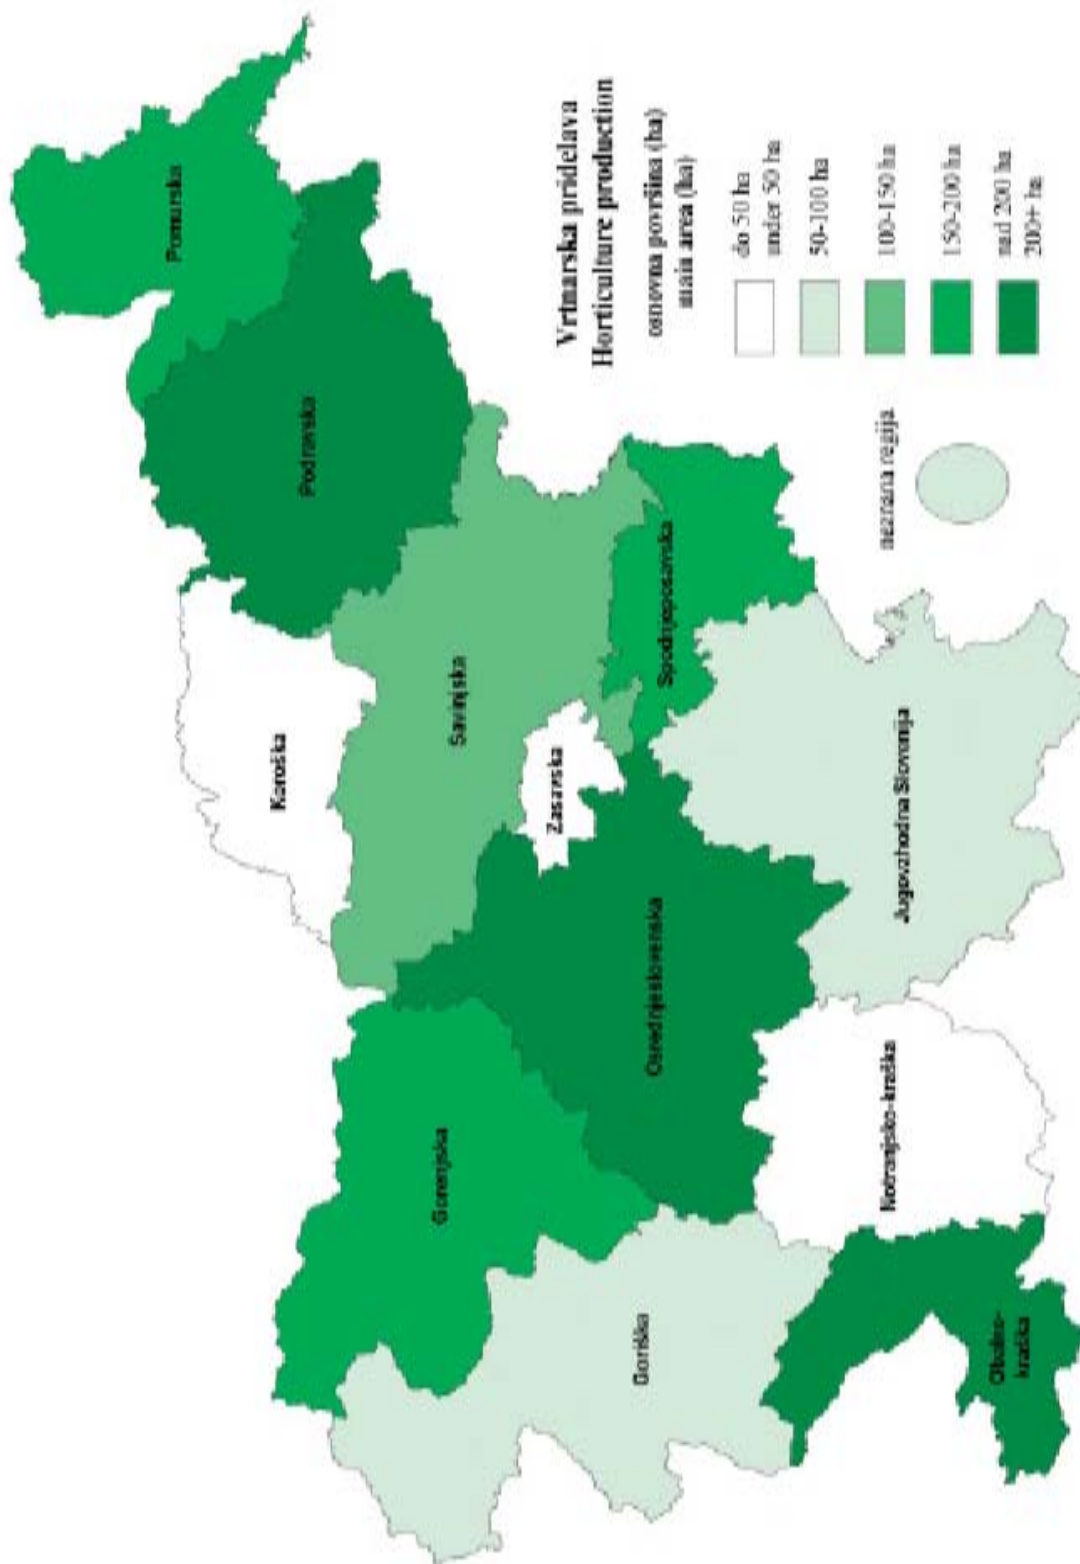 Pomurska
Podravska
Koroška
Savinjska
Zasavska
Spodnjeposavska
Gorenjska
Osrednjeslovenska
Jugovzhodna Slovenija
Goriška
Notranjsko-kraška
Obalno-
kraška
Vrtnarska pridelava
Horticulture production
osnovna površina (ha)
main area (ha)
do 50 ha
under 50 ha
50-100 ha
100-150 ha
150-200 ha
nad 200 ha
200+ ha
neznana regija